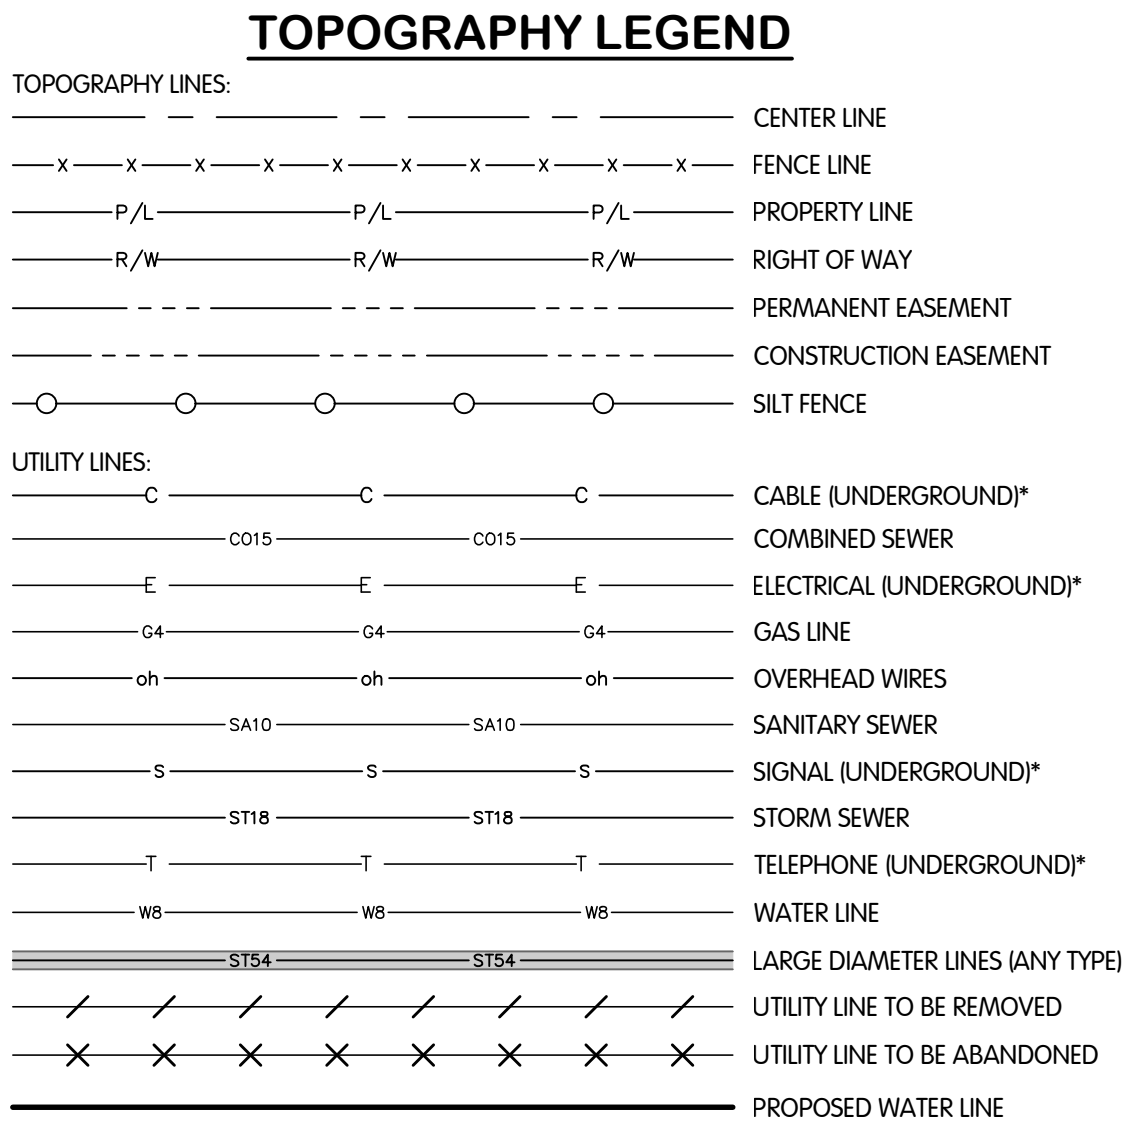 TOPOGRAPHY LEGEND
TOPOGRAPHY LINES:
CENTER LINE
x x x x x x x x x x FENCE LINE
P/L P/L P/L PROPERTY LINE
R/W R/W R/W RIGHT OF WAY
PERMANENT EASEMENT
CONSTRUCTION EASEMENT
SILT FENCE
UTILITY LINES:
C C C CABLE (UNDERGROUND)*
CO15 CO15 COMBINED SEWER
E E E ELECTRICAL (UNDERGROUND)*
G4 G4 G4 GAS LINE
oh oh oh OVERHEAD WIRES
SA10 SA10 SANITARY SEWER
S S S SIGNAL (UNDERGROUND)*
ST18 ST18 STORM SEWER
T T T TELEPHONE (UNDERGROUND)*
W8 W8 W8 WATER LINE
ST54 ST54 LARGE DIAMETER LINES (ANY TYPE)
UTILITY LINE TO BE REMOVED
UTILITY LINE TO BE ABANDONED
PROPOSED WATER LINE